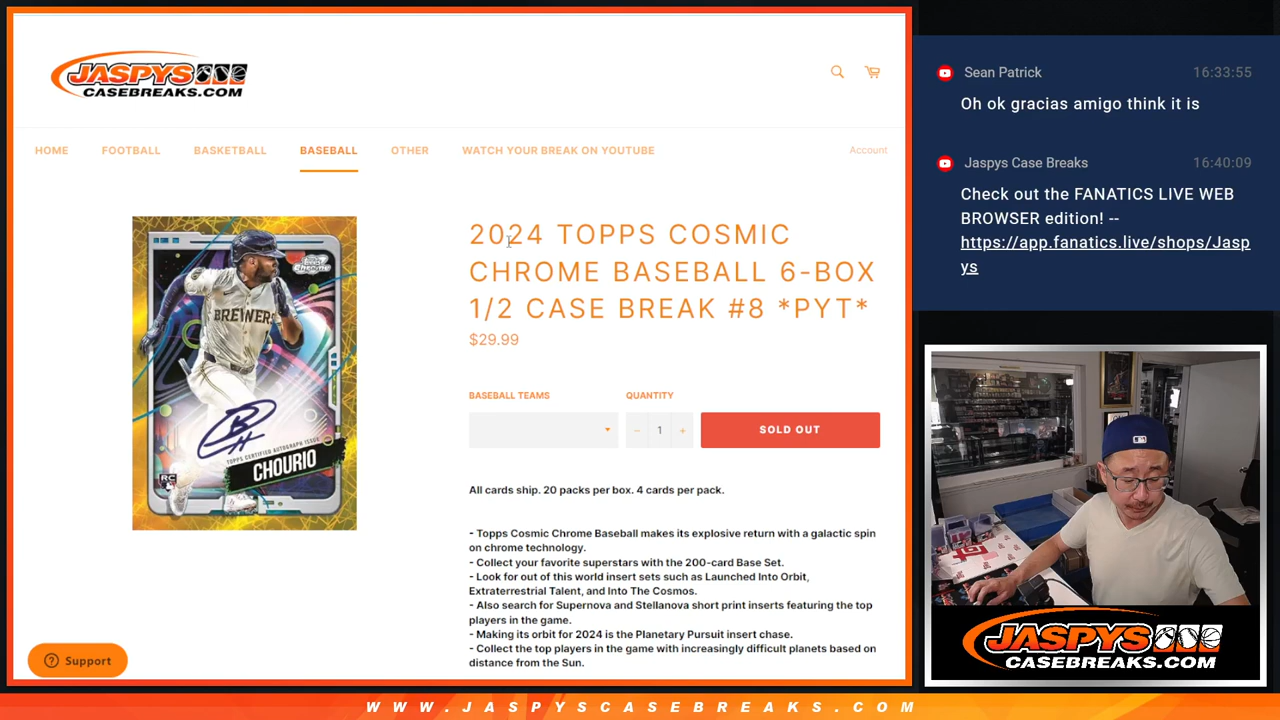 JASPYS
CASEBREAKS.COM
HOME
FOOTBALL
BASKETBALL
BASEBALL
OTHER
WATCH YOUR BREAK ON YOUTUBE
Account
BREWERS
TOPPS CERTIFIED AUTOGRAPH ISSUE
CHOURIO
RC
2024 TOPPS COSMIC
CHROME BASEBALL 6-BOX
1/2 CASE BREAK #8 *PYT*
$29.99
BASEBALL TEAMS
QUANTITY
− 1 +
SOLD OUT
All cards ship. 20 packs per box. 4 cards per pack.
- Topps Cosmic Chrome Baseball makes its explosive return with a galactic spin
on chrome technology.
- Collect your favorite superstars with the 200-card Base Set.
- Look for out of this world insert sets such as Launched Into Orbit,
Extraterrestrial Talent, and Into The Cosmos.
- Also search for Supernova and Stellanova short print inserts featuring the top
players in the game.
- Making its orbit for 2024 is the Planetary Pursuit insert chase.
- Collect the top players in the game with increasingly difficult planets based on
distance from the Sun.
Support
Sean Patrick
16:33:55
Oh ok gracias amigo think it is
Jaspys Case Breaks
16:40:09
Check out the FANATICS LIVE WEB
BROWSER edition! --
https://app.fanatics.live/shops/Jasp
ys
JASPYS
CASEBREAKS.COM
WWW.JASPYSCASEBREAKS.COM